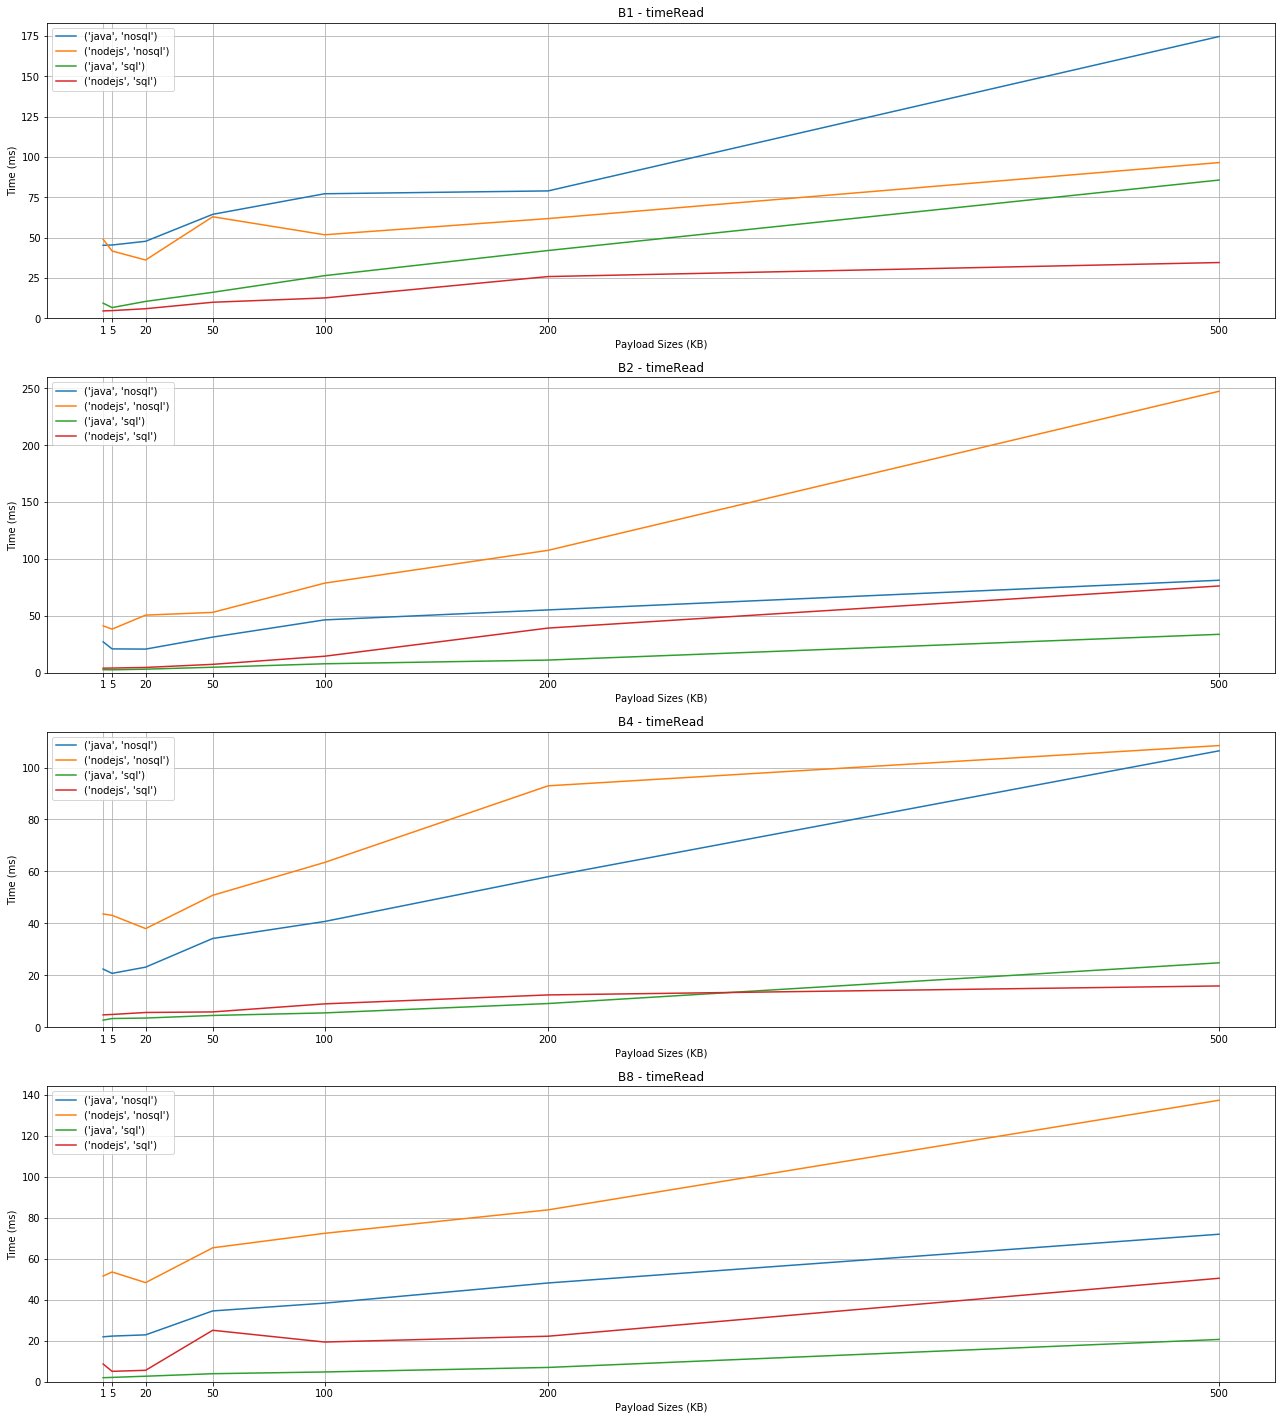 B1 - timeRead
('java', 'nosql')
('nodejs', 'nosql')
('java', 'sql')
('nodejs', 'sql')
175
150
125
100
75
50
25
0
Time (ms)
1 5 20 50 100 200 500
Payload Sizes (KB)
B2 - timeRead
('java', 'nosql')
('nodejs', 'nosql')
('java', 'sql')
('nodejs', 'sql')
250
200
150
100
50
0
Time (ms)
1 5 20 50 100 200 500
Payload Sizes (KB)
B4 - timeRead
('java', 'nosql')
('nodejs', 'nosql')
('java', 'sql')
('nodejs', 'sql')
100
80
60
40
20
0
Time (ms)
1 5 20 50 100 200 500
Payload Sizes (KB)
B8 - timeRead
('java', 'nosql')
('nodejs', 'nosql')
('java', 'sql')
('nodejs', 'sql')
140
120
100
80
60
40
20
0
Time (ms)
1 5 20 50 100 200 500
Payload Sizes (KB)